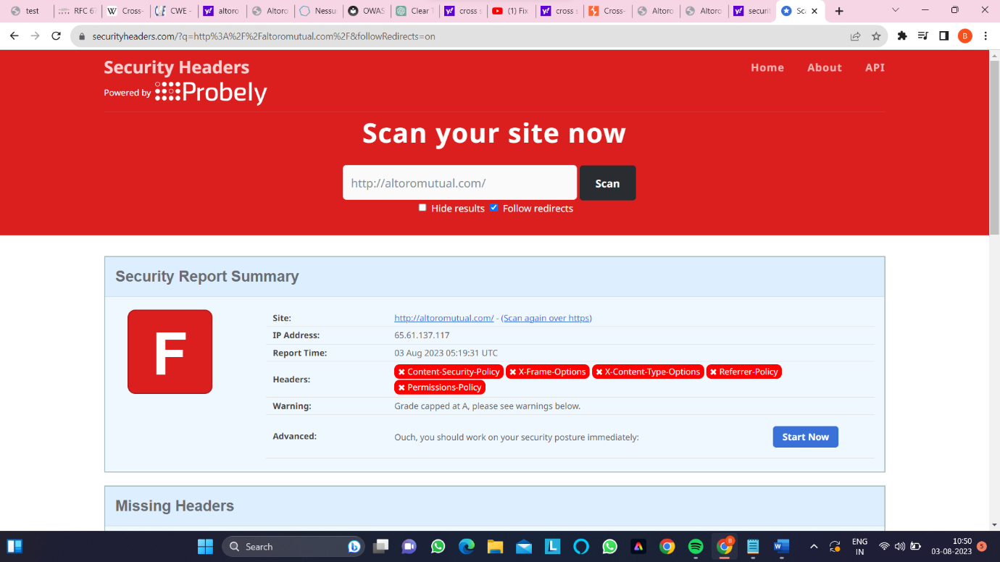 test
RFC 67
Cross-
CWE -
altoro
Altoro
Nessu
OWAS
Clear T
cross s
(1) Fix
cross s
Cross-
Altoro
Altoro
securit
Sc
securityheaders.com/?q=http%3A%2F%2Faltoromutual.com%2F&followRedirects=on
B
Security Headers
Home About API
Powered by Probely
Scan your site now
http://altoromutual.com/ Scan
Hide results Follow redirects
Security Report Summary
F
Site: http://altoromutual.com/ - (Scan again over https)
IP Address: 65.61.137.117
Report Time: 03 Aug 2023 05:19:31 UTC
Headers: Content-Security-Policy X-Frame-Options X-Content-Type-Options Referrer-Policy
Permissions-Policy
Warning: Grade capped at A, please see warnings below.
Advanced: Ouch, you should work on your security posture immediately: Start Now
Missing Headers
Search
ENG
IN
10:50
03-08-2023
5